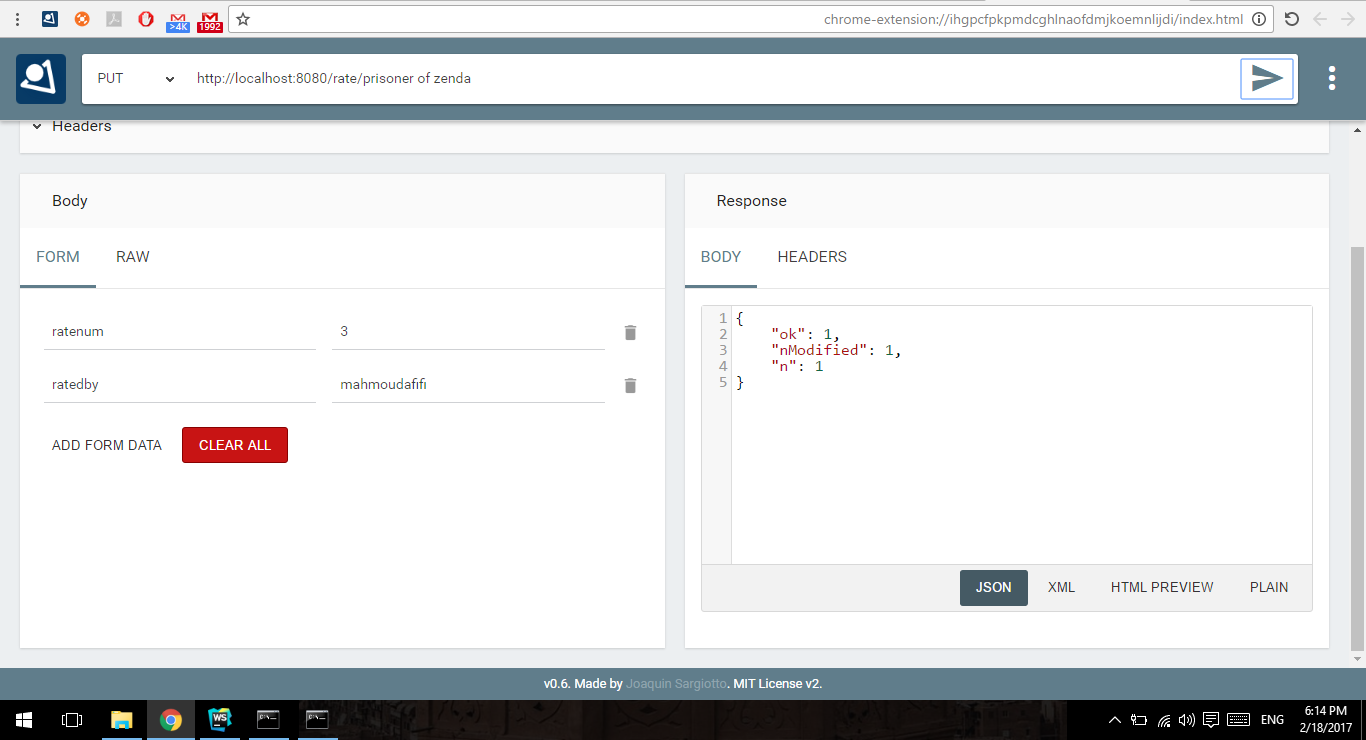 >4K
1992
chrome-extension://ihgpcfpkpmdcghlnaofdmjkoemnlijdi/index.html
PUT
http://localhost:8080/rate/prisoner of zenda
Headers
Body
Response
FORM RAW
BODY HEADERS
ratenum 3
ratedby mahmoudafifi
ADD FORM DATA CLEAR ALL
1 {
2 "ok": 1,
3 "nModified": 1,
4 "n": 1
5 }
JSON XML HTML PREVIEW PLAIN
v0.6. Made by Joaquin Sargiotto. MIT License v2.
WS
C:\_
C:\_
ENG
6:14 PM
2/18/2017